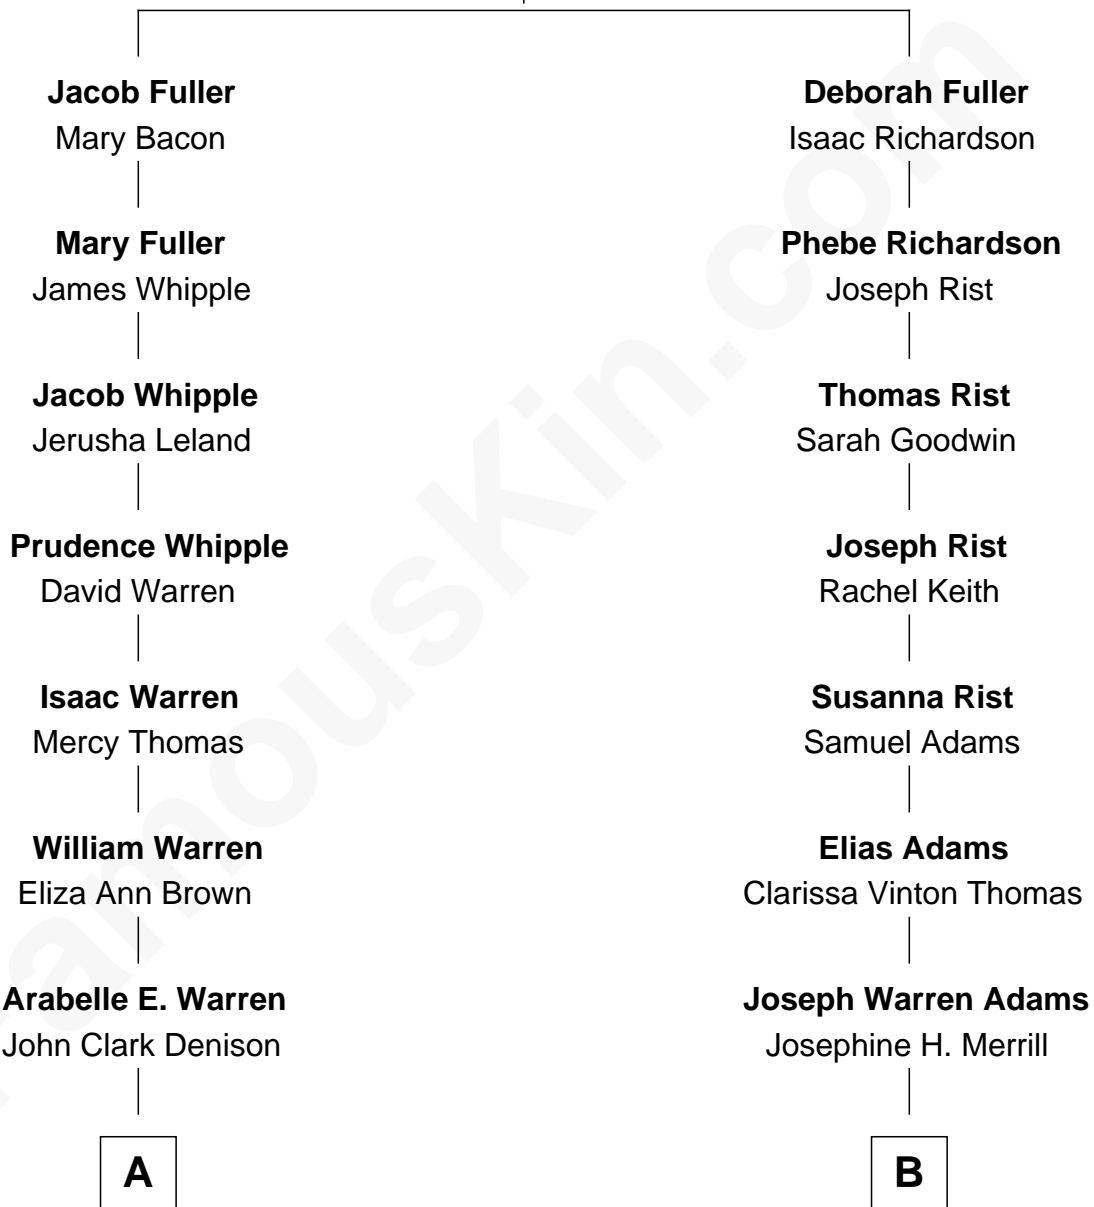 Jacob Fuller
Mary Bacon
Mary Fuller
James Whipple
Jacob Whipple
Jerusha Leland
Prudence Whipple
David Warren
Isaac Warren
Mercy Thomas
William Warren
Eliza Ann Brown
Arabelle E. Warren
John Clark Denison
A
Deborah Fuller
Isaac Richardson
Phebe Richardson
Joseph Rist
Thomas Rist
Sarah Goodwin
Joseph Rist
Rachel Keith
Susanna Rist
Samuel Adams
Elias Adams
Clarissa Vinton Thomas
Joseph Warren Adams
Josephine H. Merrill
B
FamousKin.com